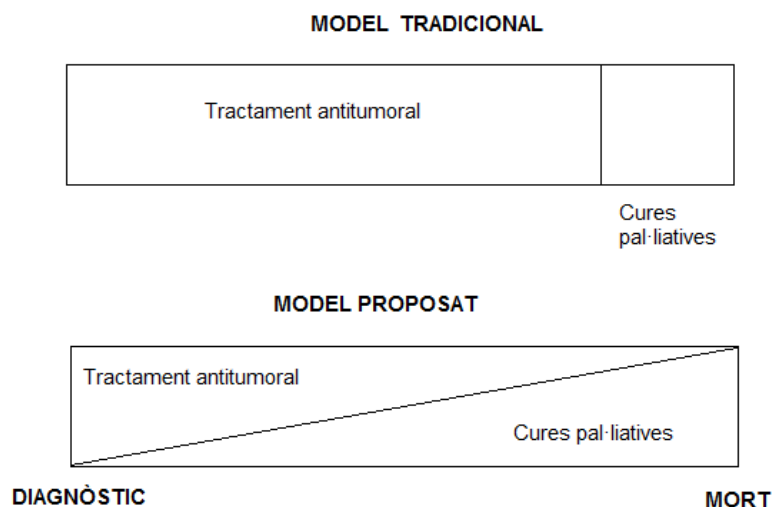 MODEL TRADICIONAL
Tractament antitumoral
Cures
pal·liatives
MODEL PROPOSAT
Tractament antitumoral
Cures pal·liatives
DIAGNÒSTIC
MORT